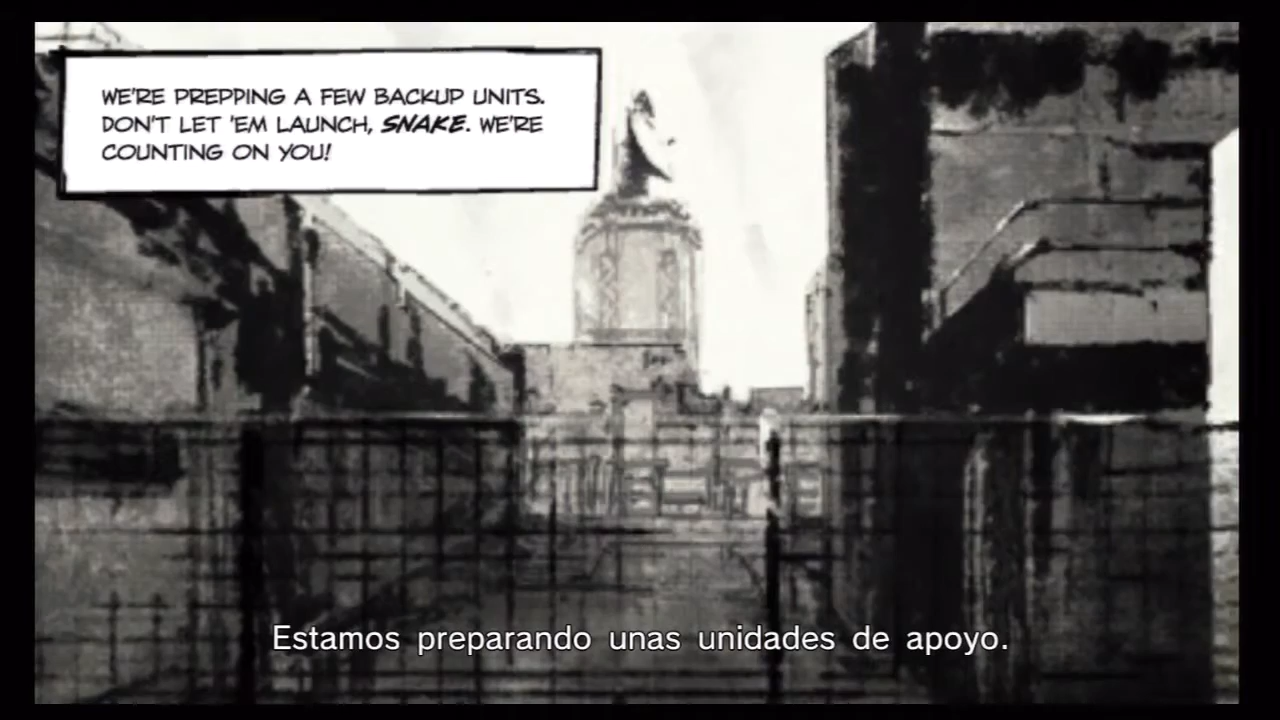 WE'RE PREPPING A FEW BACKUP UNITS.
DON'T LET 'EM LAUNCH, SNAKE. WE'RE
COUNTING ON YOU!
Estamos preparando unas unidades de apoyo.